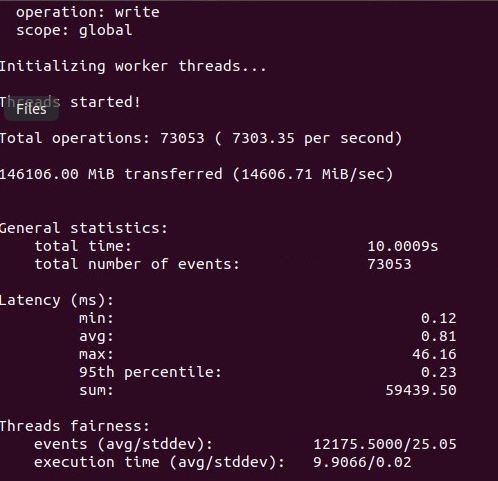 operation: write
scope: global
Initializing worker threads...
Threads started!
Files
Total operations: 73053 ( 7303.35 per second)
146106.00 MiB transferred (14606.71 MiB/sec)
General statistics:
total time: 10.0009s
total number of events: 73053
Latency (ms):
min: 0.12
avg: 0.81
max: 46.16
95th percentile: 0.23
sum: 59439.50
Threads fairness:
events (avg/stddev): 12175.5000/25.05
execution time (avg/stddev): 9.9066/0.02